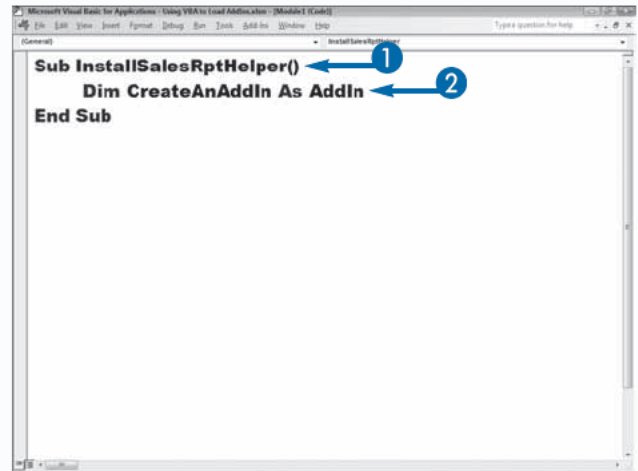 Microsoft Visual Basic for Applications - Using VBA to Load AddIns.xlsm - [Module1 (Code)]
File Edit View Insert Format Debug Run Tools Add-Ins Window Help Type a question for help
(General) InstallSalesRptHelper
Sub InstallSalesRptHelper() 1
Dim CreateAnAddIn As AddIn 2
End Sub